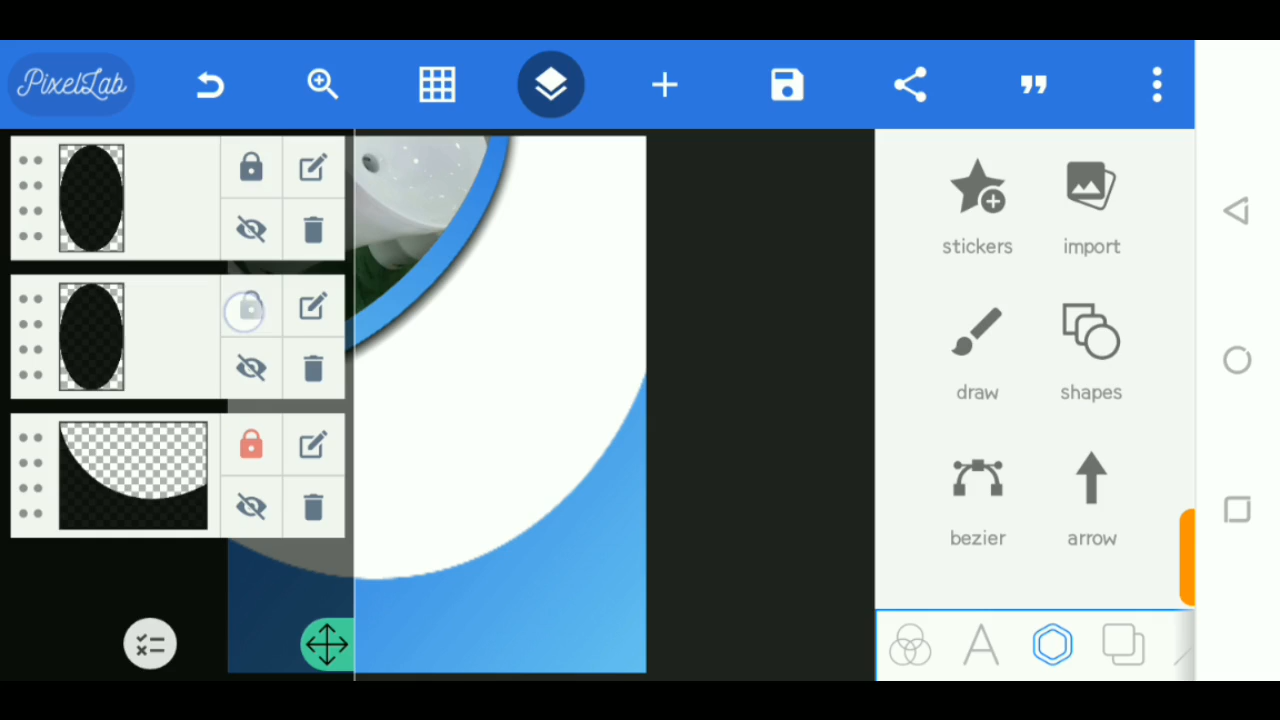 PixelLab
stickers
import
draw
shapes
bezier
arrow